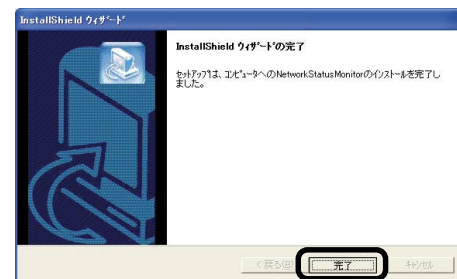 InstallShield ウィザード
InstallShield ウィザードの完了
セットアップは、コンピュータへのNetworkStatusMonitorのインストールを完了し
ました。
< 戻る(B)
完了
キャンセル